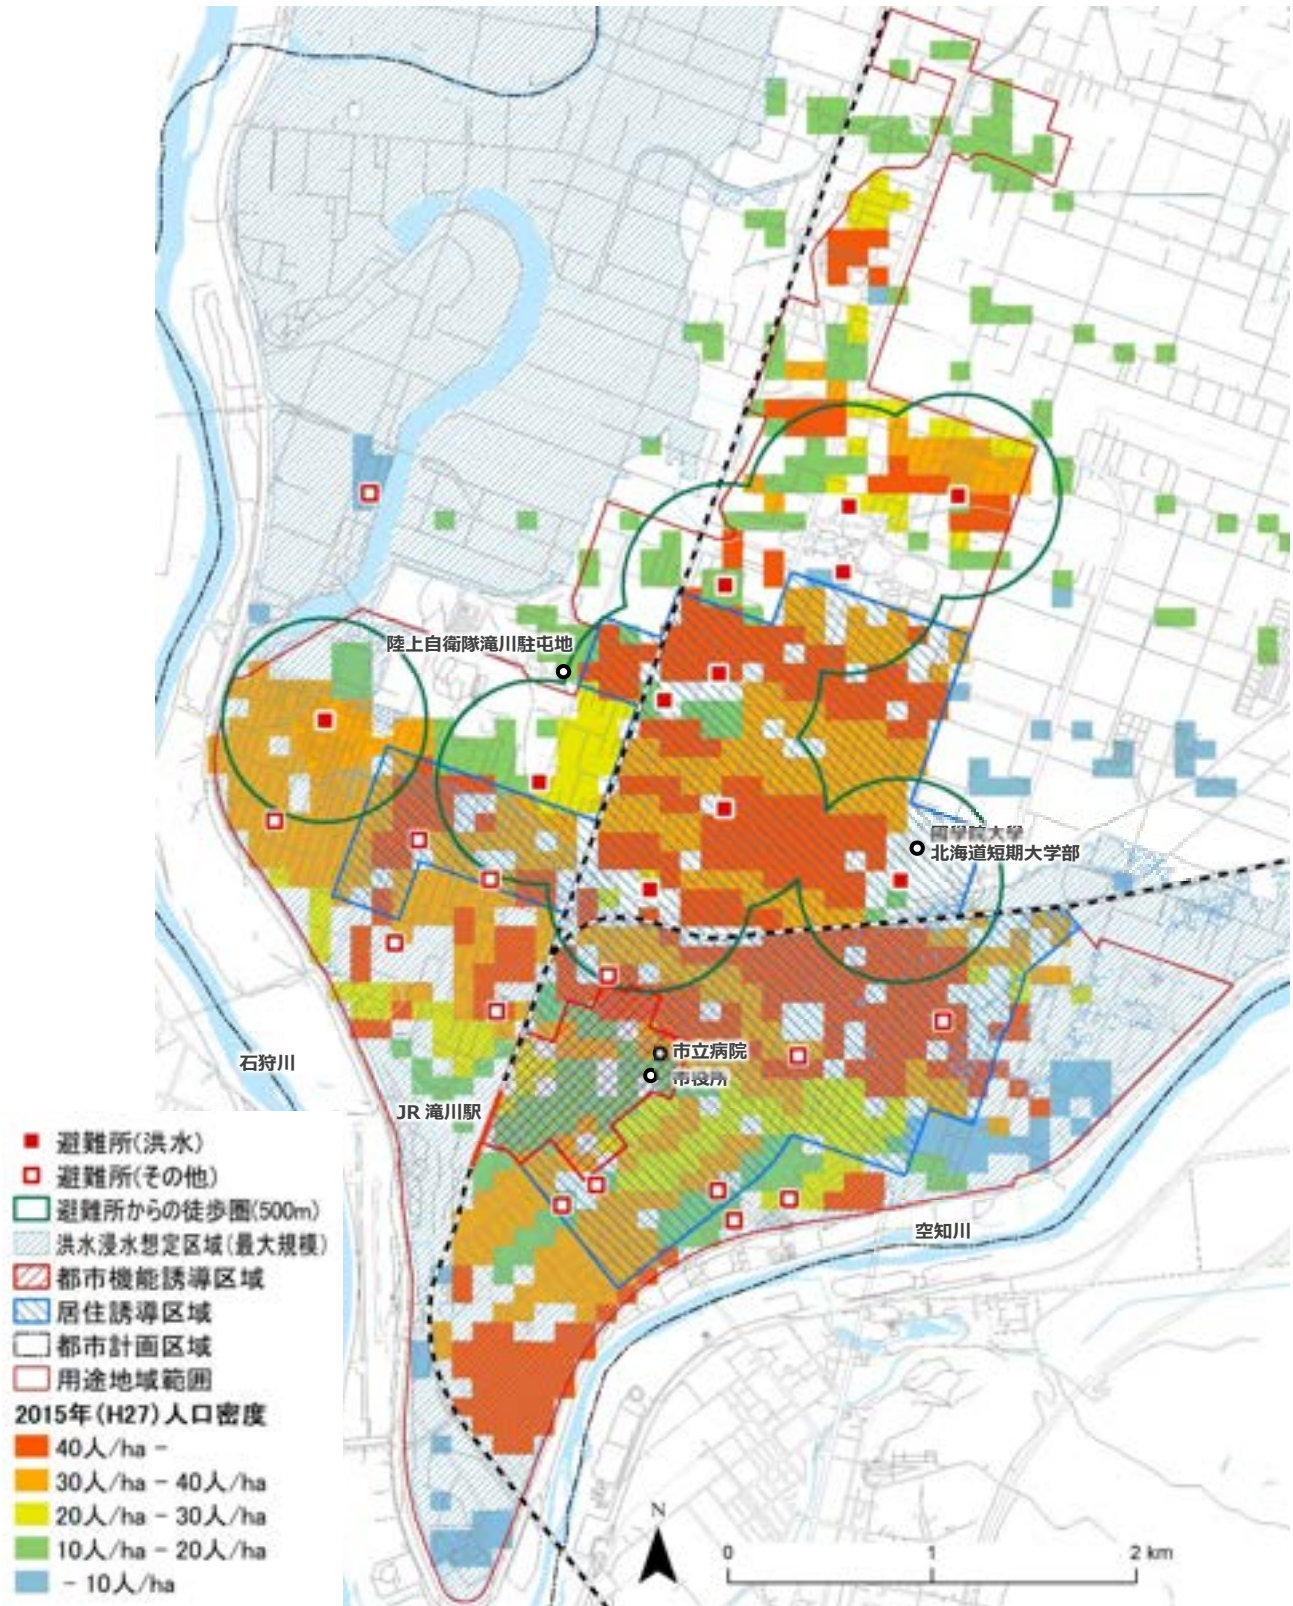 陸上自衛隊滝川駐屯地
國學院大學
北海道短期大学部
市立病院
市役所
石狩川
JR 滝川駅
空知川
避難所(洪水)
避難所(その他)
避難所からの徒歩圏(500m)
洪水浸水想定区域(最大規模)
都市機能誘導区域
居住誘導区域
都市計画区域
用途地域範囲
2015年(H27)人口密度
40人/ha -
30人/ha - 40人/ha
20人/ha - 30人/ha
10人/ha - 20人/ha
- 10人/ha
N
0 1 2 km